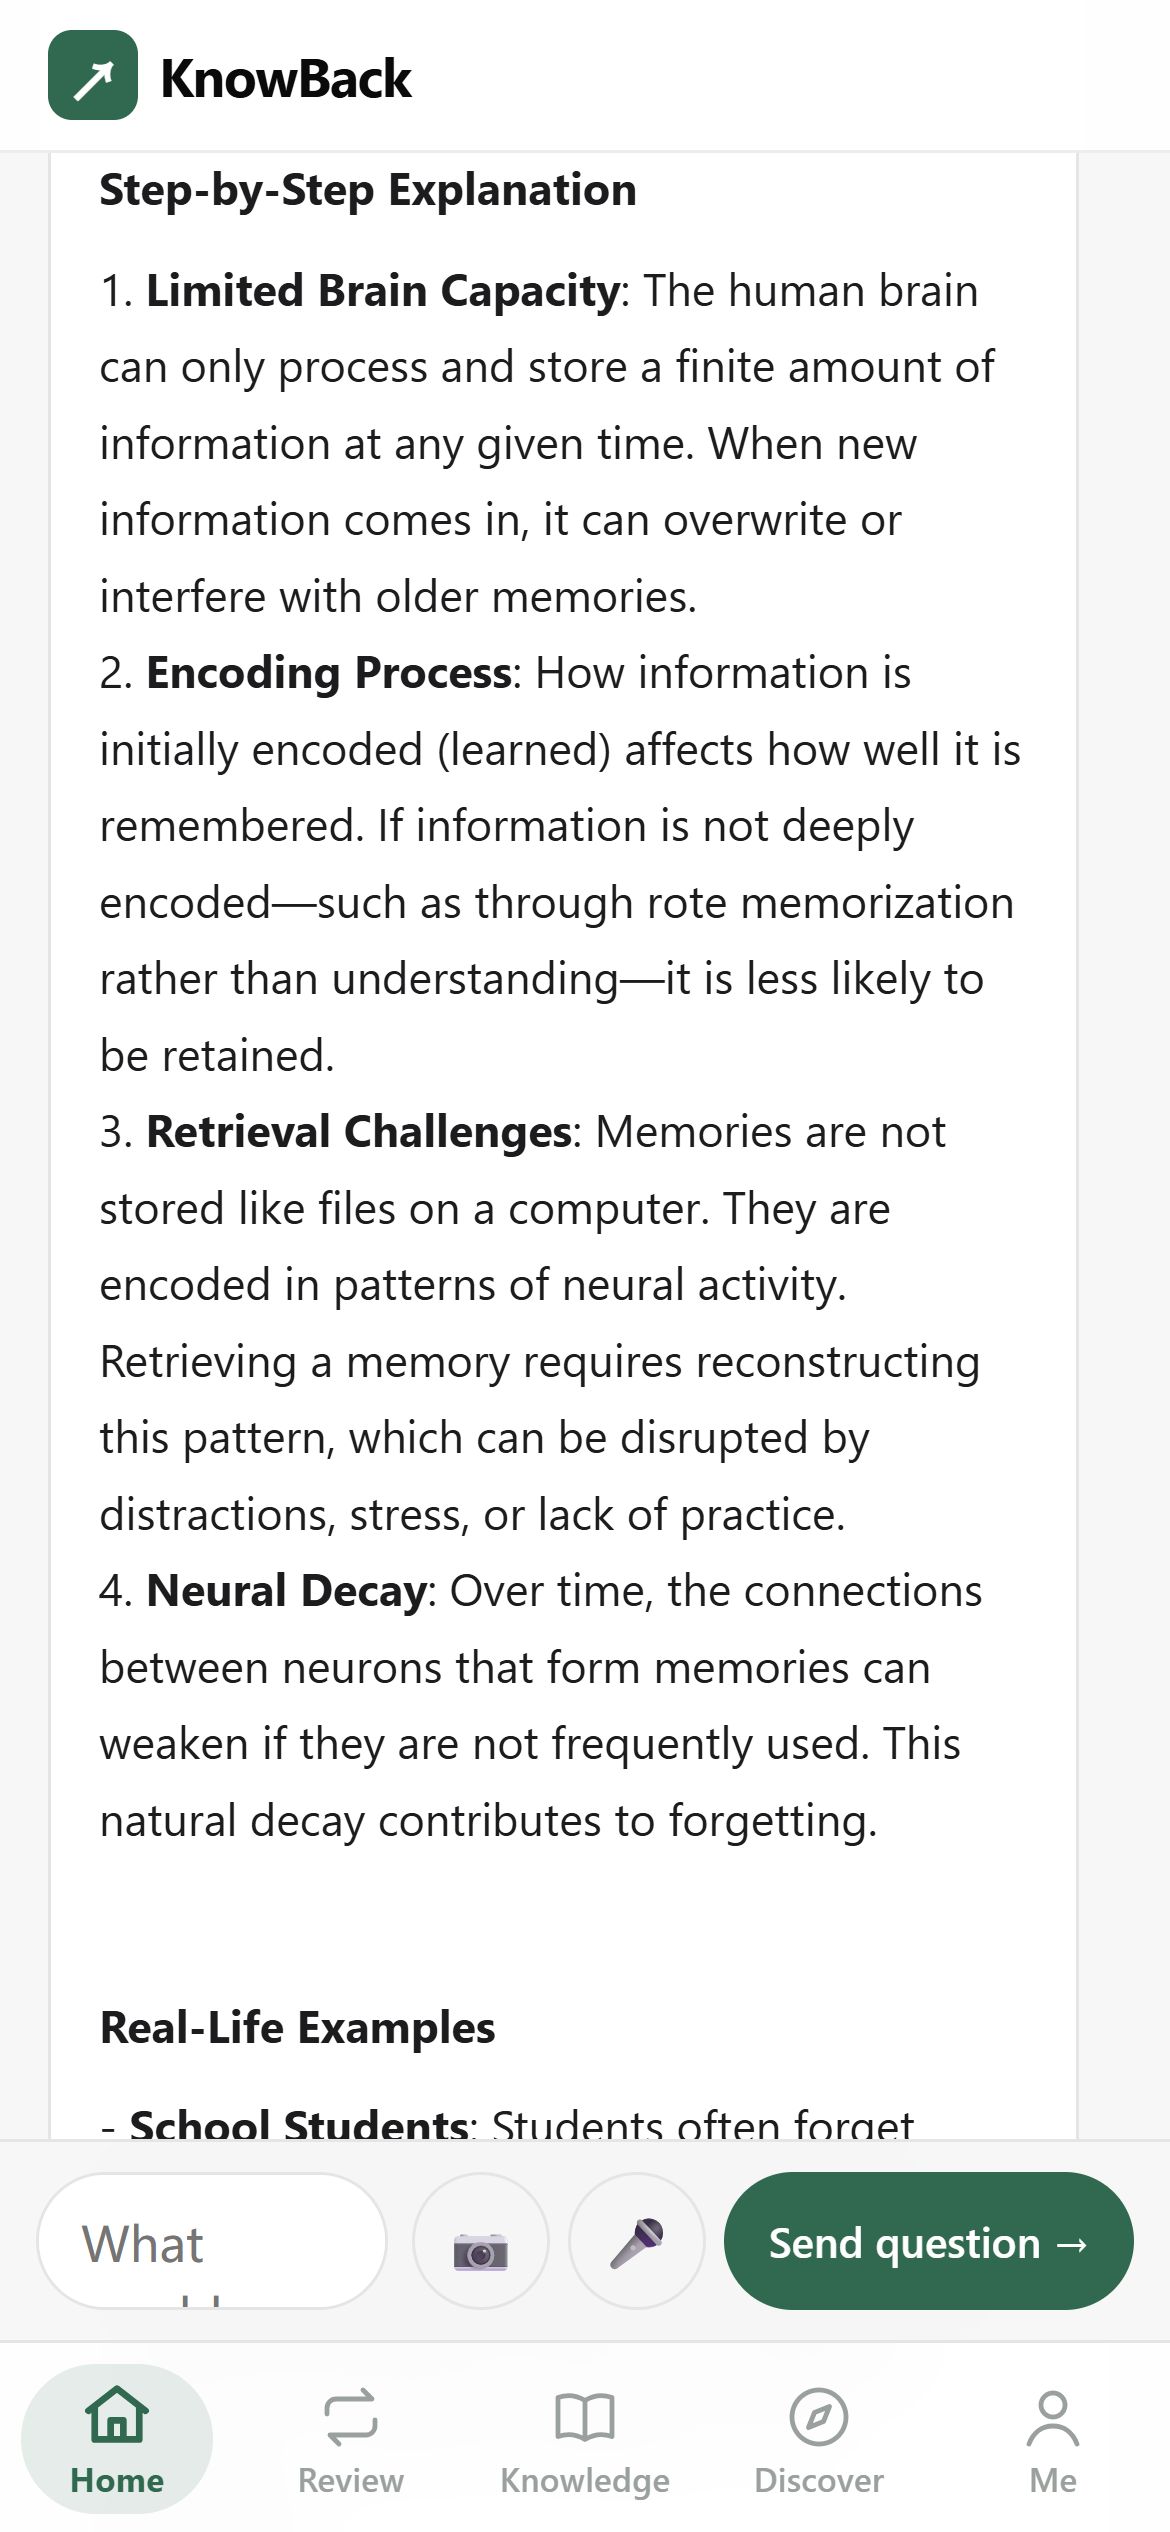 KnowBack
Step-by-Step Explanation
1. Limited Brain Capacity: The human brain
can only process and store a finite amount of
information at any given time. When new
information comes in, it can overwrite or
interfere with older memories.
2. Encoding Process: How information is
initially encoded (learned) affects how well it is
remembered. If information is not deeply
encoded—such as through rote memorization
rather than understanding—it is less likely to
be retained.
3. Retrieval Challenges: Memories are not
stored like files on a computer. They are
encoded in patterns of neural activity.
Retrieving a memory requires reconstructing
this pattern, which can be disrupted by
distractions, stress, or lack of practice.
4. Neural Decay: Over time, the connections
between neurons that form memories can
weaken if they are not frequently used. This
natural decay contributes to forgetting.
Real-Life Examples
- School Students: Students often forget
What
Send question →
Home
Review
Knowledge
Discover
Me